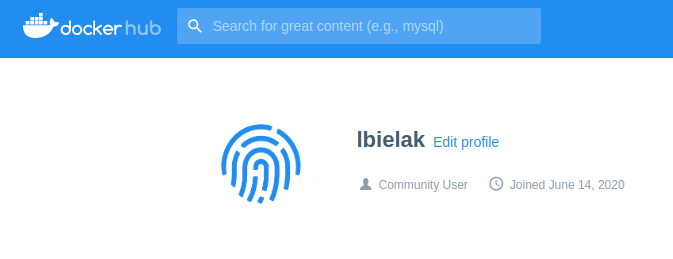 docker hub
Search for great content (e.g., mysql)
lbielak Edit profile
Community User Joined June 14, 2020